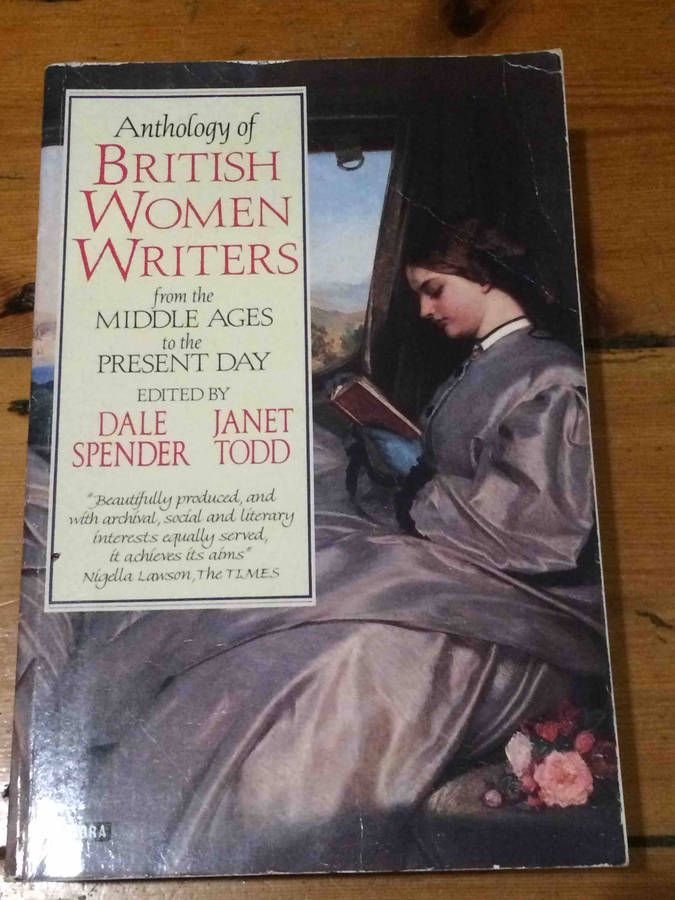 Anthology of
BRITISH
WOMEN
WRITERS
from the
MIDDLE AGES
to the
PRESENT DAY
EDITED BY
DALE JANET
SPENDER TODD
"Beautifully produced, and
with archival, social and literary
interests equally served,
it achieves its aims"
Nigella Lawson, The TIMES